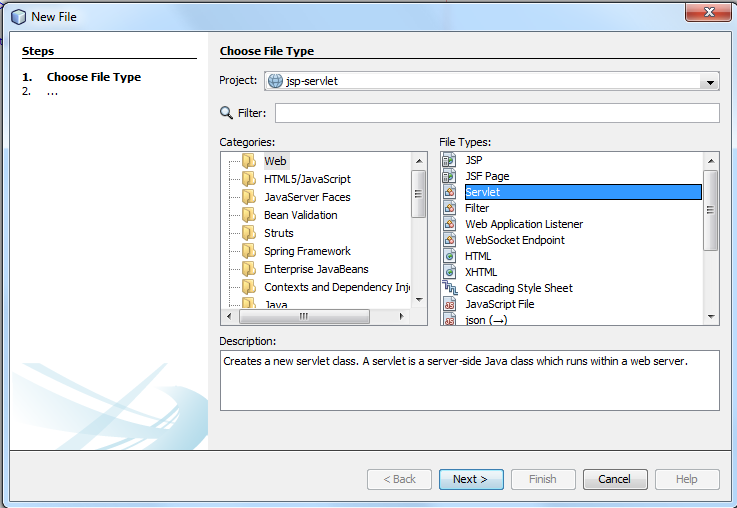 New File
Steps
1. Choose File Type
2. ...
Choose File Type
Project: jsp-servlet
Filter:
Categories:
Web
HTML5/JavaScript
JavaServer Faces
Bean Validation
Struts
Spring Framework
Enterprise JavaBeans
Contexts and Dependency Inj
Java
File Types:
JSP
JSF Page
Servlet
Filter
Web Application Listener
WebSocket Endpoint
HTML
XHTML
Cascading Style Sheet
JavaScript File
json (→)
Description:
Creates a new servlet class. A servlet is a server-side Java class which runs within a web server.
< Back Next > Finish Cancel Help